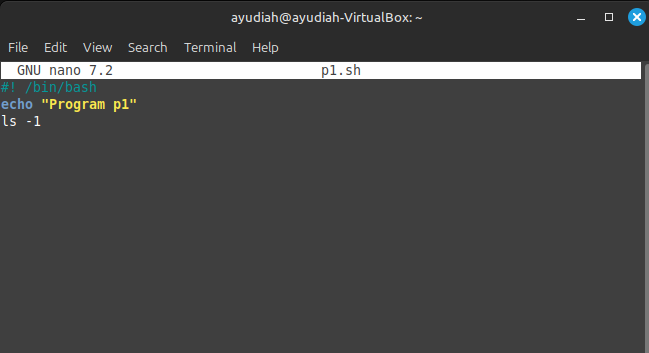 ayudiah@ayudiah-VirtualBox: ~
File Edit View Search Terminal Help
GNU nano 7.2 p1.sh
#! /bin/bash
echo "Program p1"
ls -1